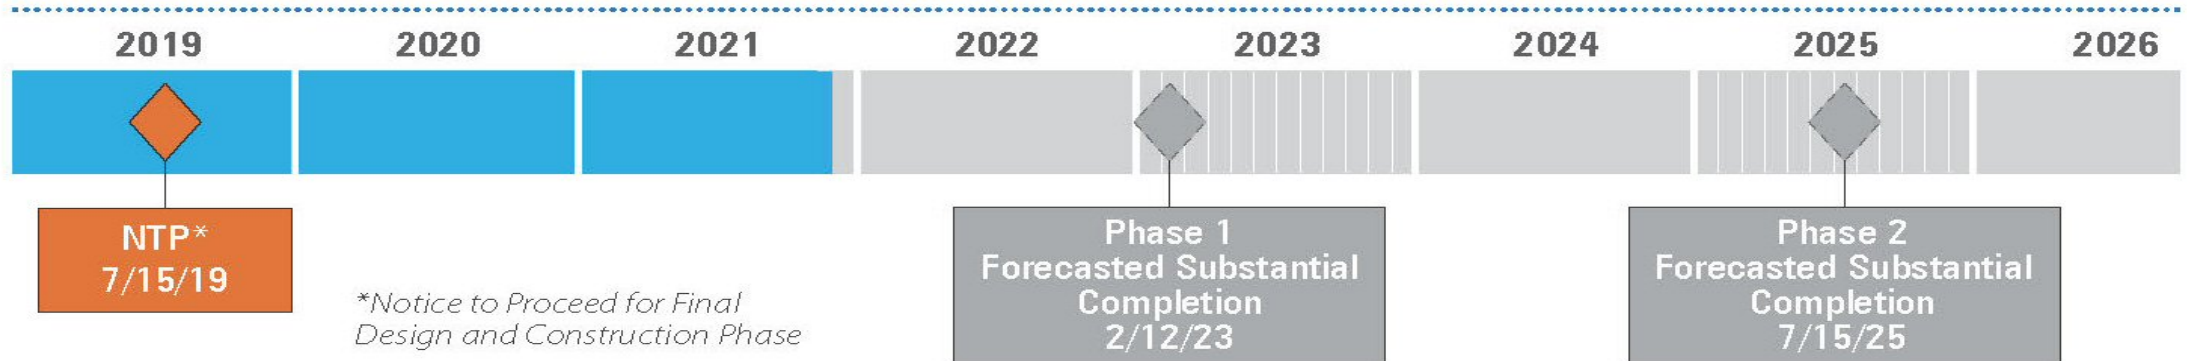 2019 2020 2021 2022 2023 2024 2025 2026
NTP*
7/15/19
*Notice to Proceed for Final
Design and Construction Phase
Phase 1
Forecasted Substantial
Completion
2/12/23
Phase 2
Forecasted Substantial
Completion
7/15/25